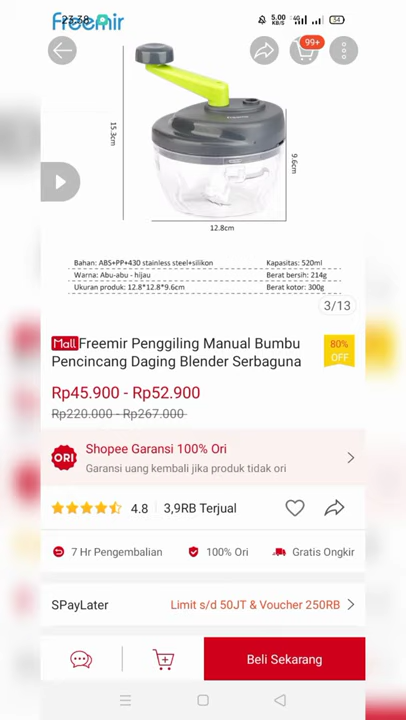 Freemir
23.38
5.00
KB/S
4G
54
99+
15.3cm
9.6cm
12.8cm
Bahan: ABS+PP+430 stainless steel+silikon
Kapasitas: 520ml
Warna: Abu-abu - hijau
Berat bersih: 214g
Ukuran produk: 12.8*12.8*9.6cm
Berat kotor: 300g
3/13
Mall Freemir Penggiling Manual Bumbu
Pencincang Daging Blender Serbaguna
80%
OFF
Rp45.900 - Rp52.900
Rp220.000 - Rp267.000
ORI
Shopee Garansi 100% Ori
Garansi uang kembali jika produk tidak ori
4.8
3,9RB Terjual
7 Hr Pengembalian
100% Ori
Gratis Ongkir
SPayLater
Limit s/d 50JT & Voucher 250RB
Beli Sekarang